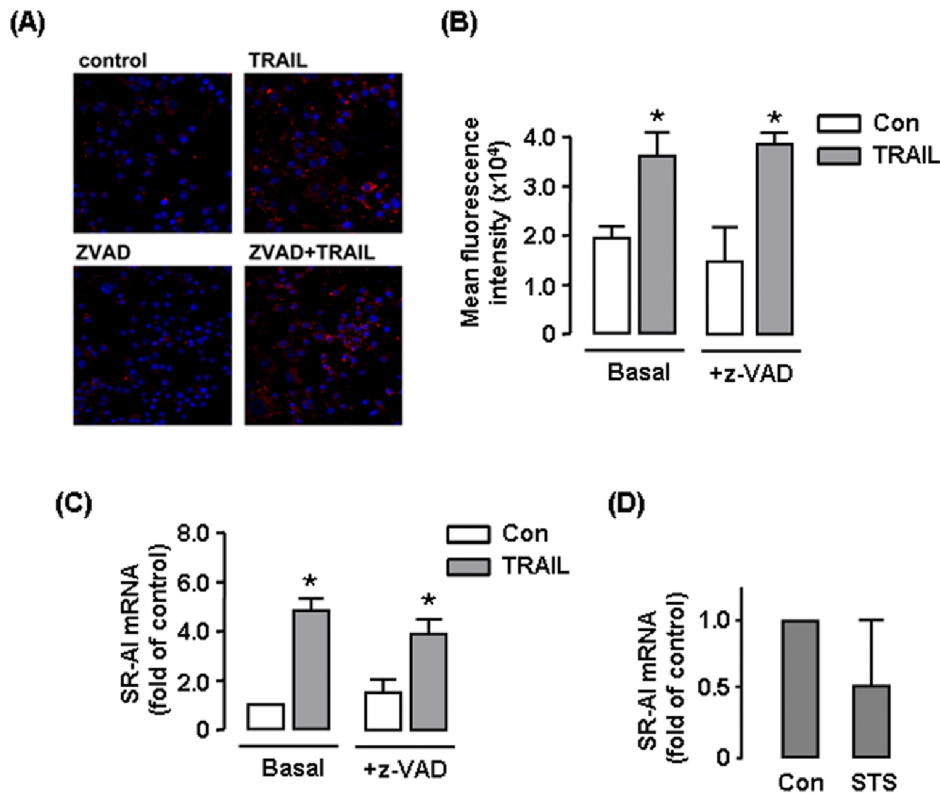 (A)
control
TRAIL
ZVAD
ZVAD+TRAIL
(B)
Mean fluorescence
intensity (x10⁴)
4.0
3.0
2.0
1.0
0
*
*
Con
TRAIL
Basal
+z-VAD
(C)
SR-AI mRNA
(fold of control)
8.0
6.0
4.0
2.0
0
*
*
Con
TRAIL
Basal
+z-VAD
(D)
SR-AI mRNA
(fold of control)
1.0
0.5
0
Con
STS